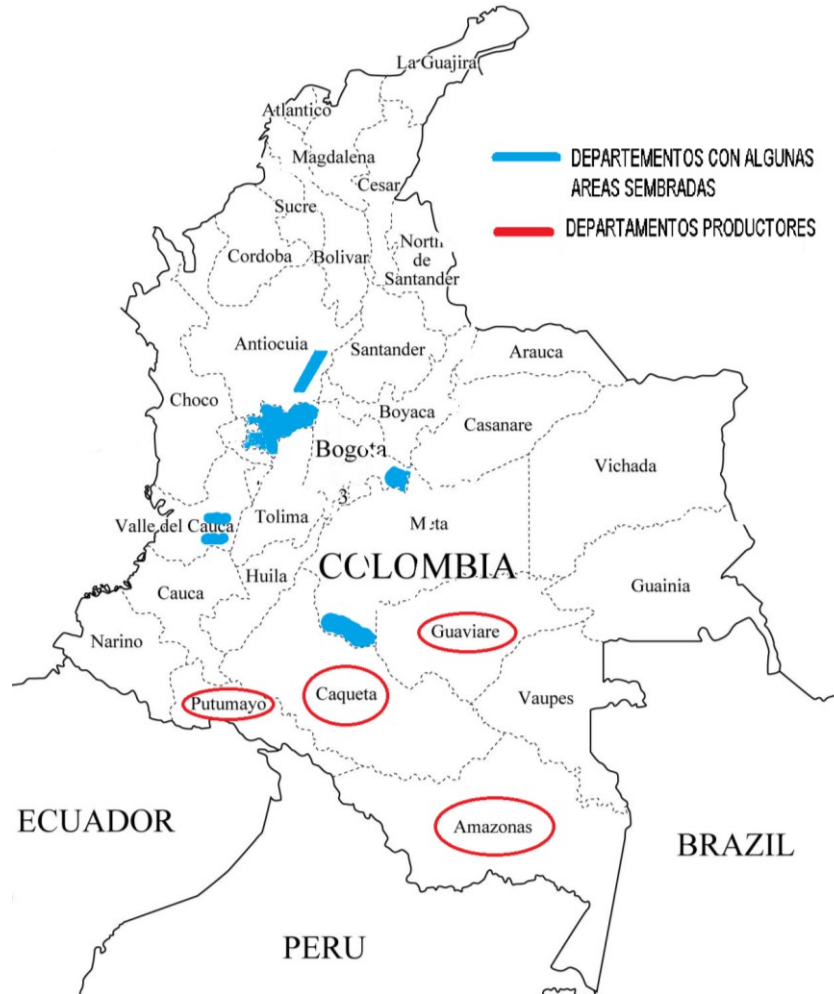 La Guajira
Atlantico
Magdalena
Cesar
DEPARTEMENTOS CON ALGUNAS
AREAS SEMBRADAS
DEPARTAMENTOS PRODUCTORES
Sucre
Cordoba
Bolivar
North
de
Santander
Antiocuia
Santander
Arauca
Choco
Boyaca
Casanare
Bogota
Vichada
3
Valle del Cauca
Tolima
Meta
COLOMBIA
Huila
Cauca
Guainia
Narino
Guaviare
Putumayo
Caqueta
Vaupes
Amazonas
ECUADOR
BRAZIL
PERU